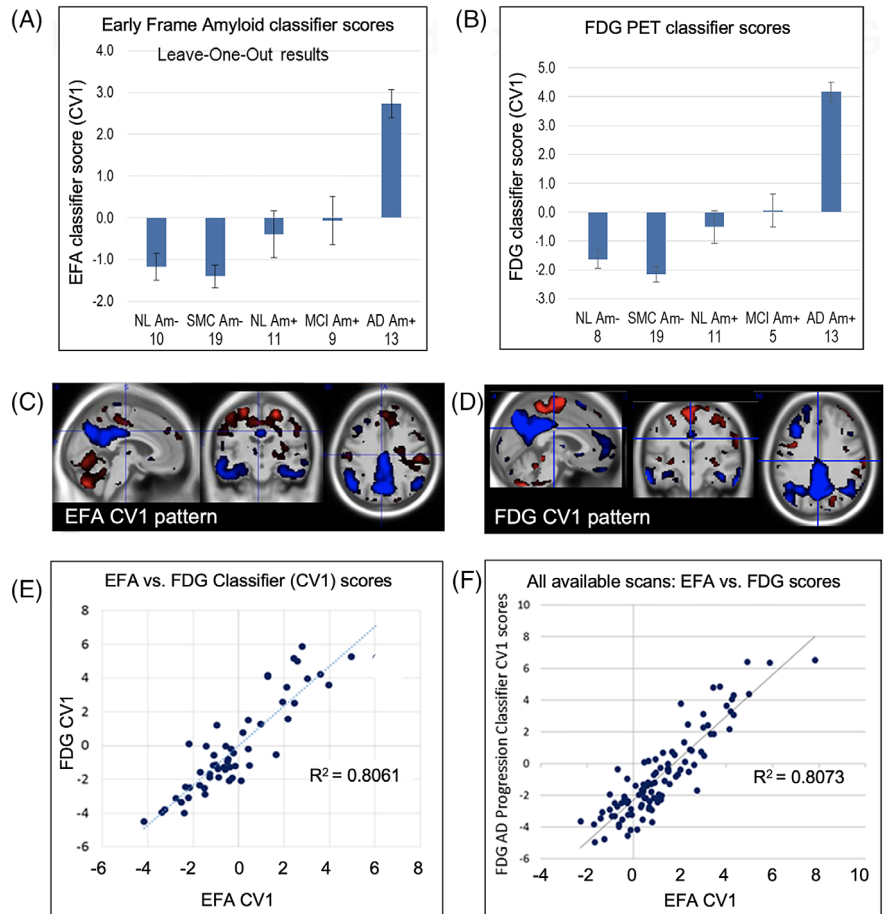 (A)
Early Frame Amyloid classifier scores
Leave-One-Out results
EFA classifier socre (CV1)
4.0
3.0
2.0
1.0
0.0
-1.0
-2.0
NL Am- SMC Am- NL Am+ MCI Am+ AD Am+
10 19 11 9 13
(B)
FDG PET classifier scores
FDG classifier score (CV1)
5.0
4.0
3.0
2.0
1.0
0.0
-1.0
-2.0
-3.0
NL Am- SMC Am- NL Am+ MCI Am+ AD Am+
8 19 11 5 13
(C)
S
A
EFA CV1 pattern
(D)
FDG CV1 pattern
(E)
EFA vs. FDG Classifier (CV1) scores
FDG CV1
8
6
4
2
0
-2
-4
-6
R² = 0.8061
-6 -4 -2 0 2 4 6 8
EFA CV1
(F)
All available scans: EFA vs. FDG scores
FDG AD Progression Classifier CV1 scores
10
8
6
4
2
0
-2
-4
-6
R² = 0.8073
-4 -2 0 2 4 6 8 10
EFA CV1